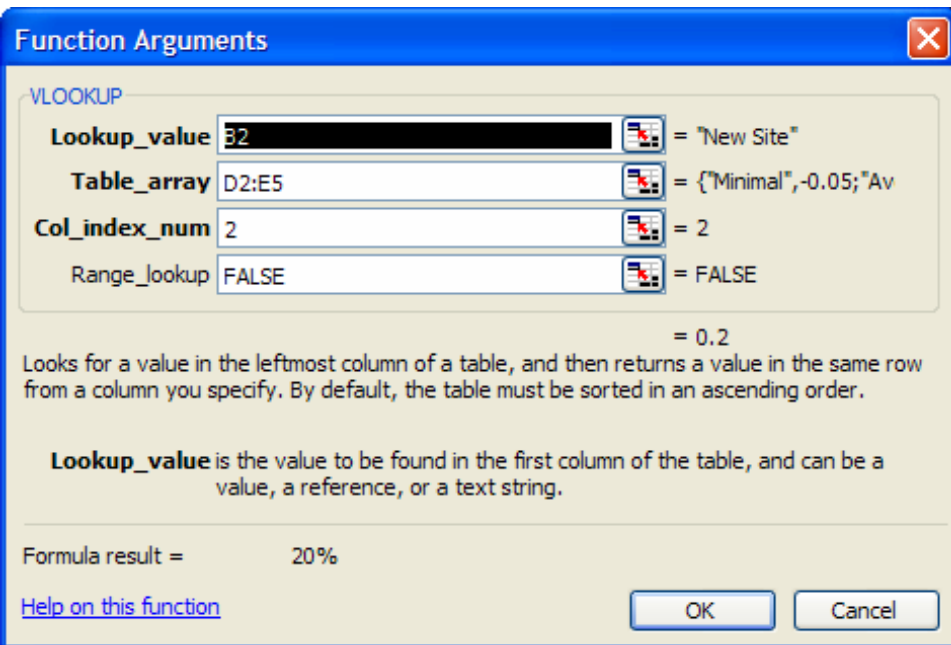 Function Arguments
VLOOKUP
Lookup_value B2 = "New Site"
Table_array D2:E5 = {"Minimal",-0.05;"Av
Col_index_num 2 = 2
Range_lookup FALSE = FALSE
= 0.2
Looks for a value in the leftmost column of a table, and then returns a value in the same row
from a column you specify. By default, the table must be sorted in an ascending order.
Lookup_value is the value to be found in the first column of the table, and can be a
value, a reference, or a text string.
Formula result = 20%
Help on this function OK Cancel